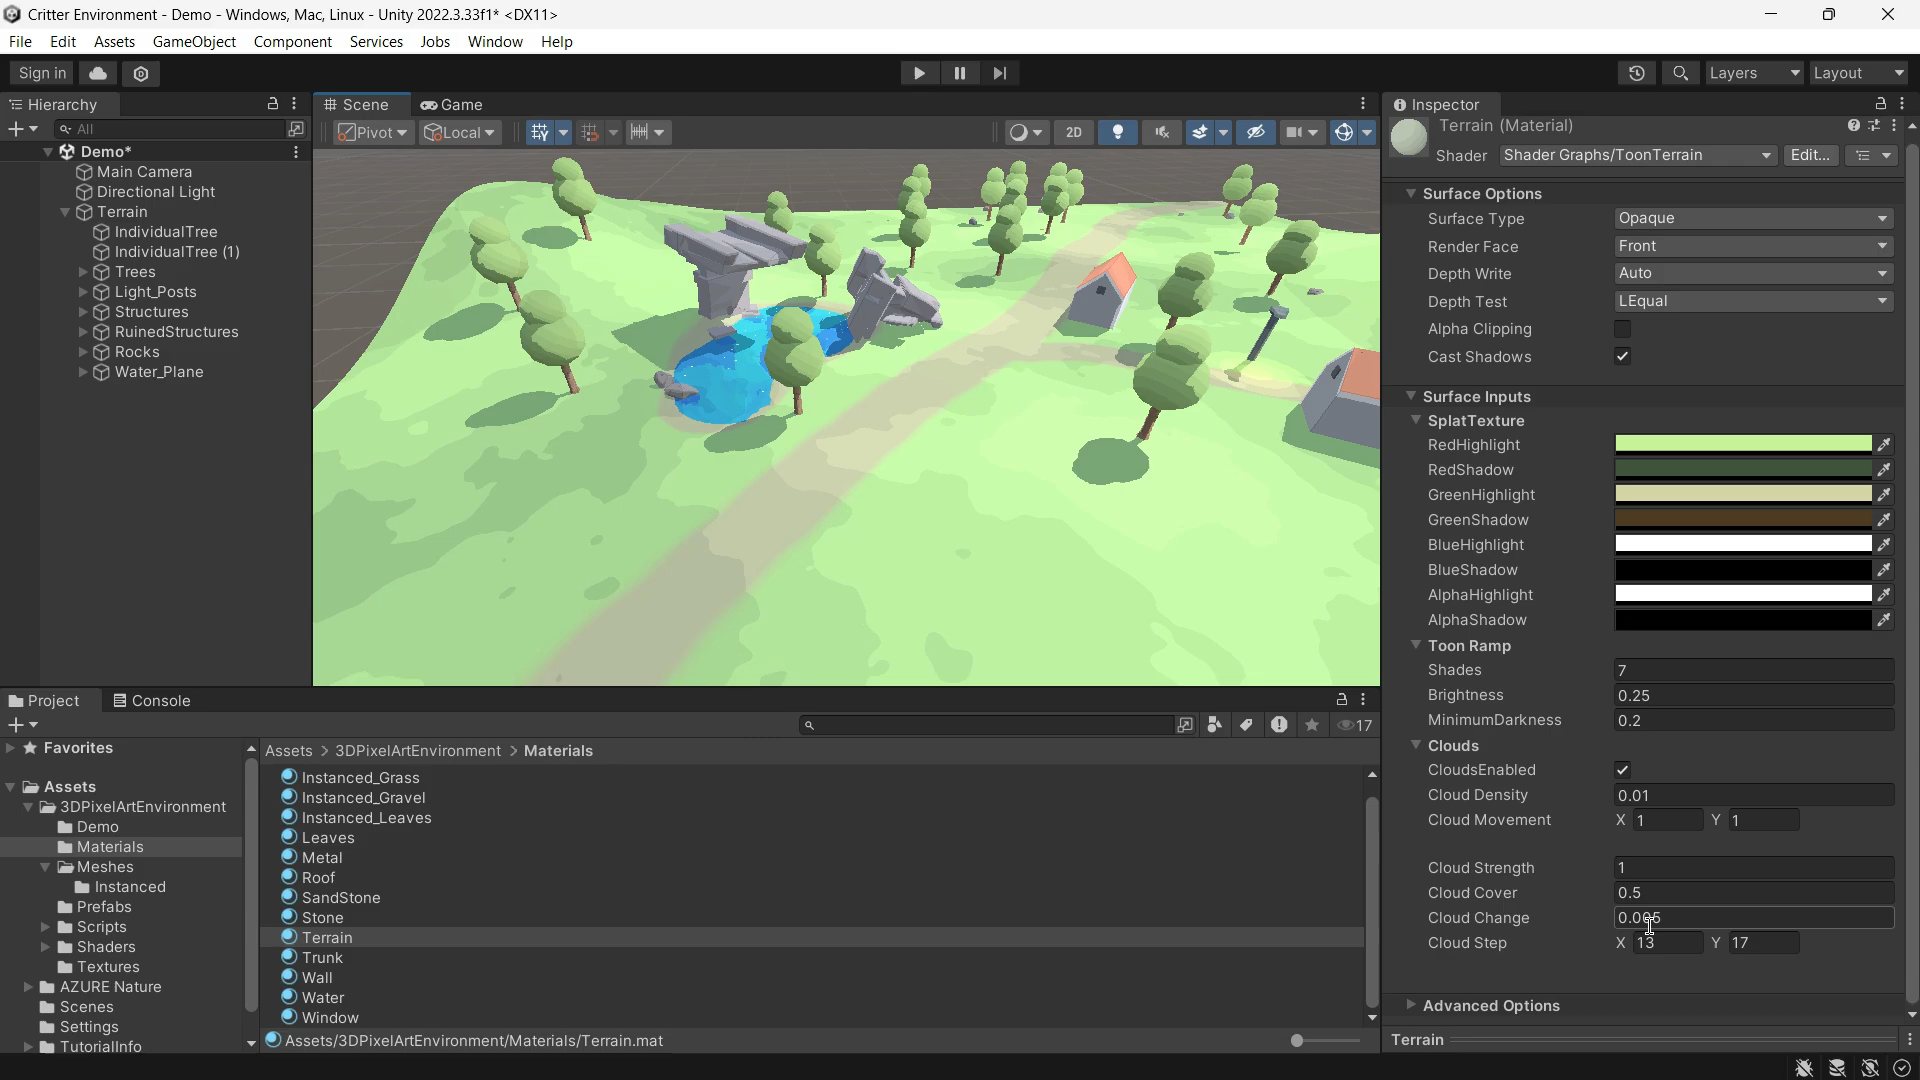 Critter Environment - Demo - Windows, Mac, Linux - Unity 2022.3.33f1* <DX11>
File Edit Assets GameObject Component Services Jobs Window Help
Sign in Layers Layout
Hierarchy Scene Game Inspector
All Pivot Local 2D
Terrain (Material)
Shader Shader Graphs/ToonTerrain Edit...
Demo*
Main Camera
Directional Light
Terrain
IndividualTree
IndividualTree (1)
Trees
Light_Posts
Structures
RuinedStructures
Rocks
Water_Plane
Surface Options
Surface Type Opaque
Render Face Front
Depth Write Auto
Depth Test LEqual
Alpha Clipping
Cast Shadows
Surface Inputs
SplatTexture
RedHighlight
RedShadow
GreenHighlight
GreenShadow
BlueHighlight
BlueShadow
AlphaHighlight
AlphaShadow
Toon Ramp
Shades 7
Brightness 0.25
MinimumDarkness 0.2
Clouds
CloudsEnabled
Cloud Density 0.01
Cloud Movement X 1 Y 1
Cloud Strength 1
Cloud Cover 0.5
Cloud Change 0.005
Cloud Step X 13 Y 17
Advanced Options
Terrain
Project Console
17
Favorites
Assets
3DPixelArtEnvironment
Demo
Materials
Meshes
Instanced
Prefabs
Scripts
Shaders
Textures
AZURE Nature
Scenes
Settings
TutorialInfo
Assets > 3DPixelArtEnvironment > Materials
Instanced_Grass
Instanced_Gravel
Instanced_Leaves
Leaves
Metal
Roof
SandStone
Stone
Terrain
Trunk
Wall
Water
Window
Assets/3DPixelArtEnvironment/Materials/Terrain.mat